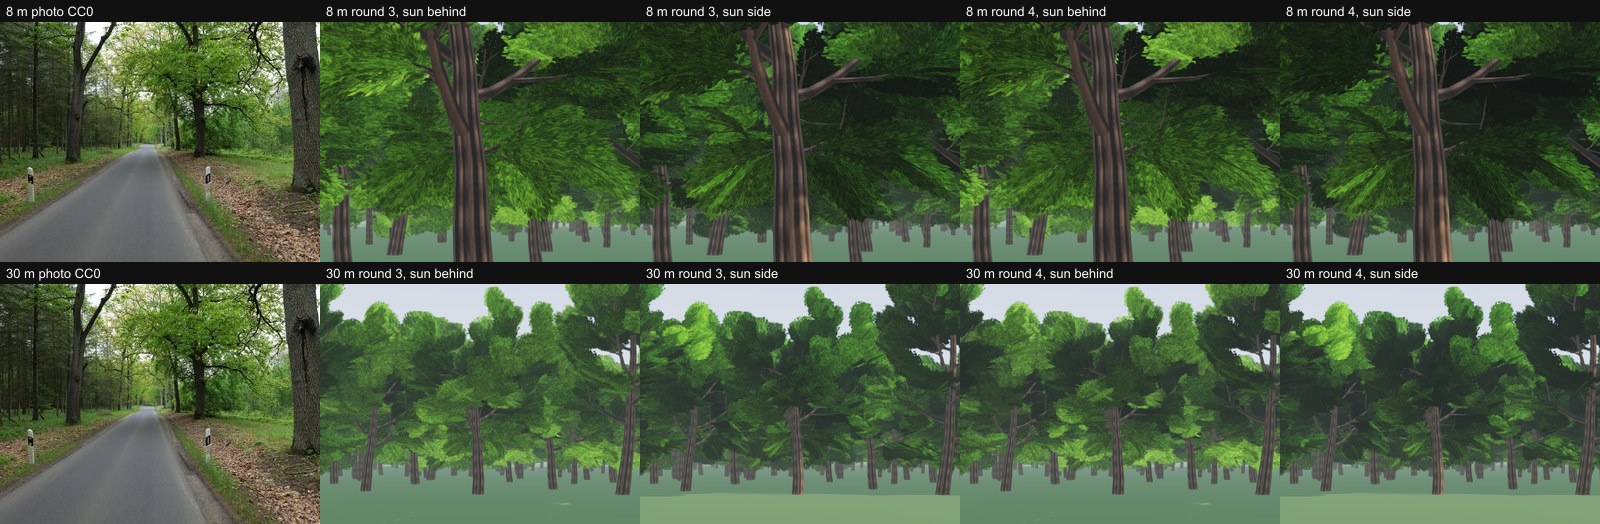 8 m photo CC0
8 m round 3, sun behind
8 m round 3, sun side
8 m round 4, sun behind
8 m round 4, sun side
30 m photo CC0
30 m round 3, sun behind
30 m round 3, sun side
30 m round 4, sun behind
30 m round 4, sun side